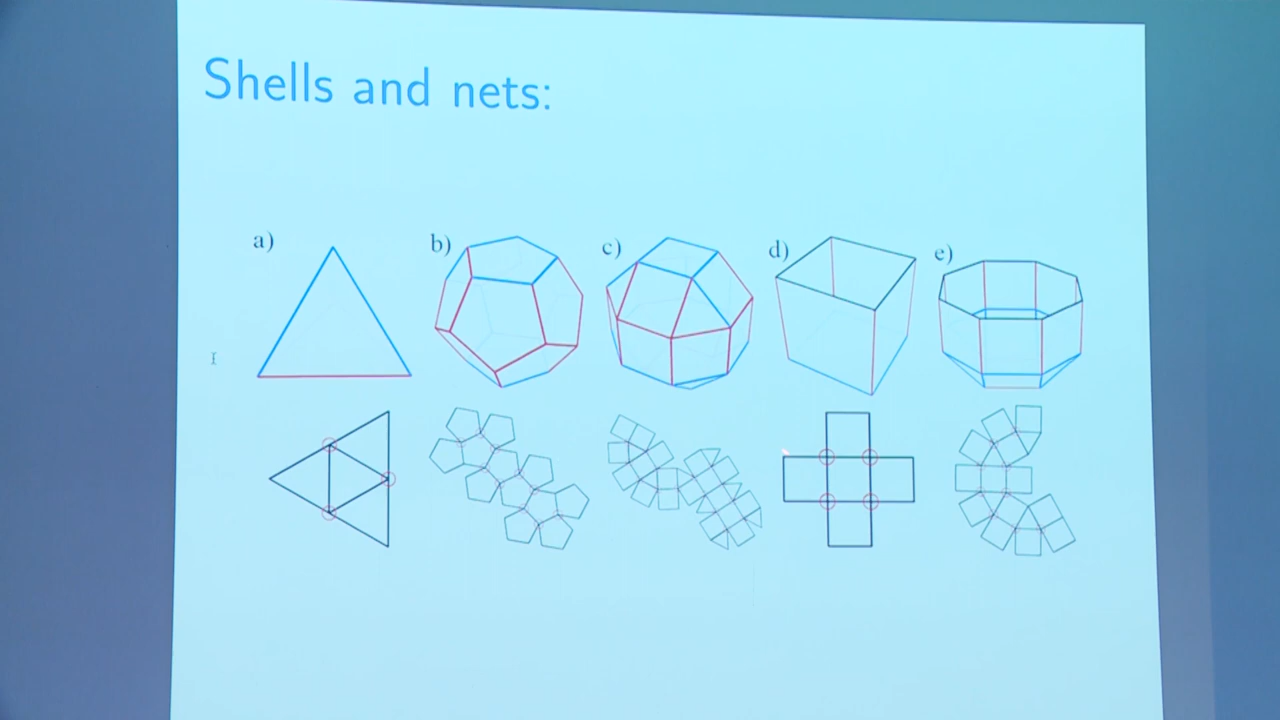 Shells and nets:
a)
b)
c)
d)
e)